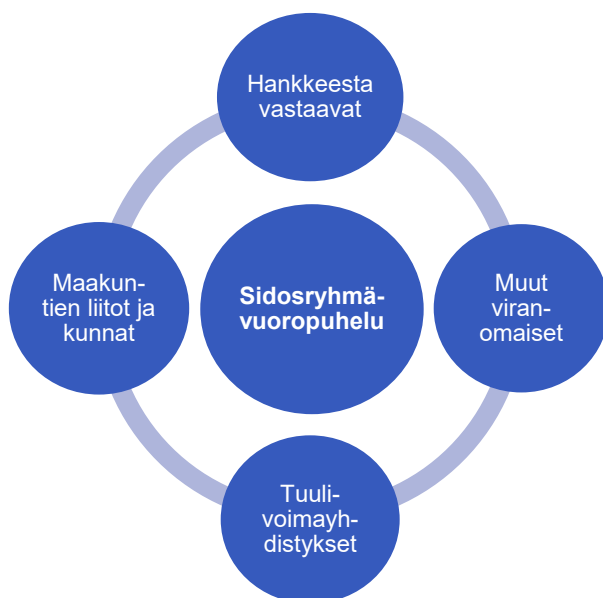 Hankkeesta
vastaavat
Maakun-
tien liitot ja
kunnat
Sidosryhmä-
vuoropuhelu
Muut
viran-
omaiset
Tuuli-
voimayh-
distykset